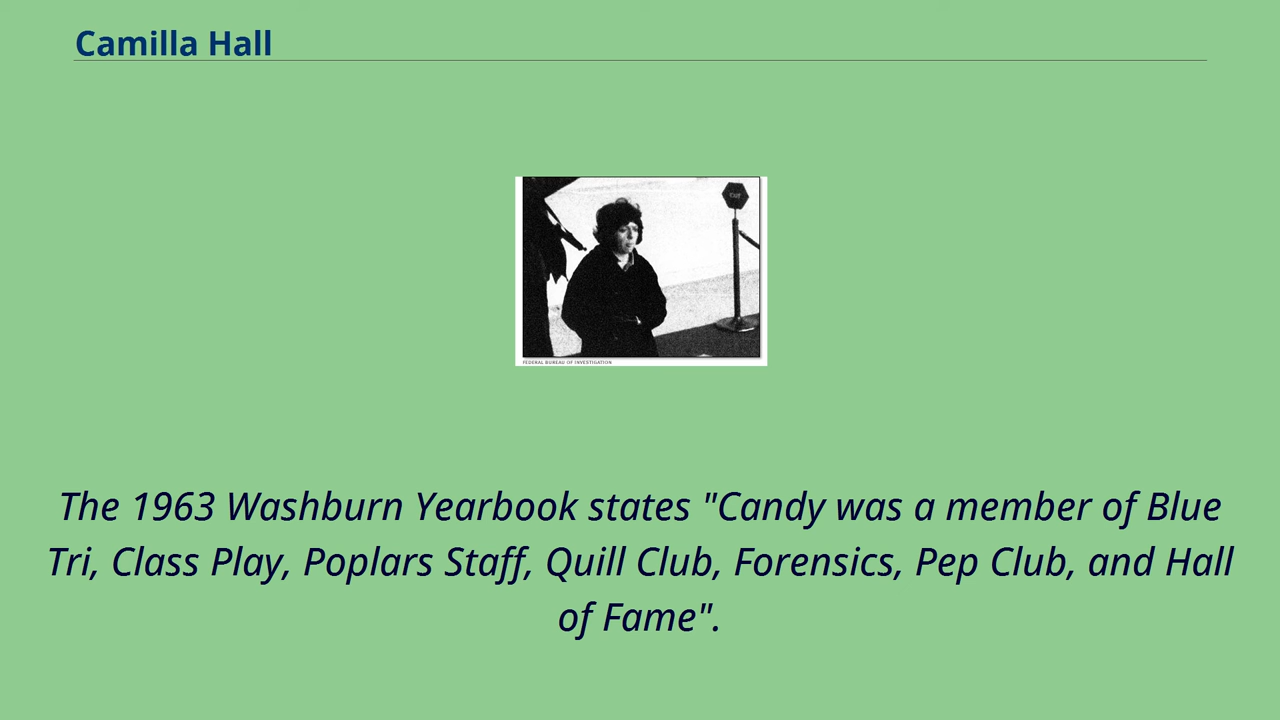 Camilla Hall
FEDERAL BUREAU OF INVESTIGATION
The 1963 Washburn Yearbook states "Candy was a member of Blue
Tri, Class Play, Poplars Staff, Quill Club, Forensics, Pep Club, and Hall
of Fame".